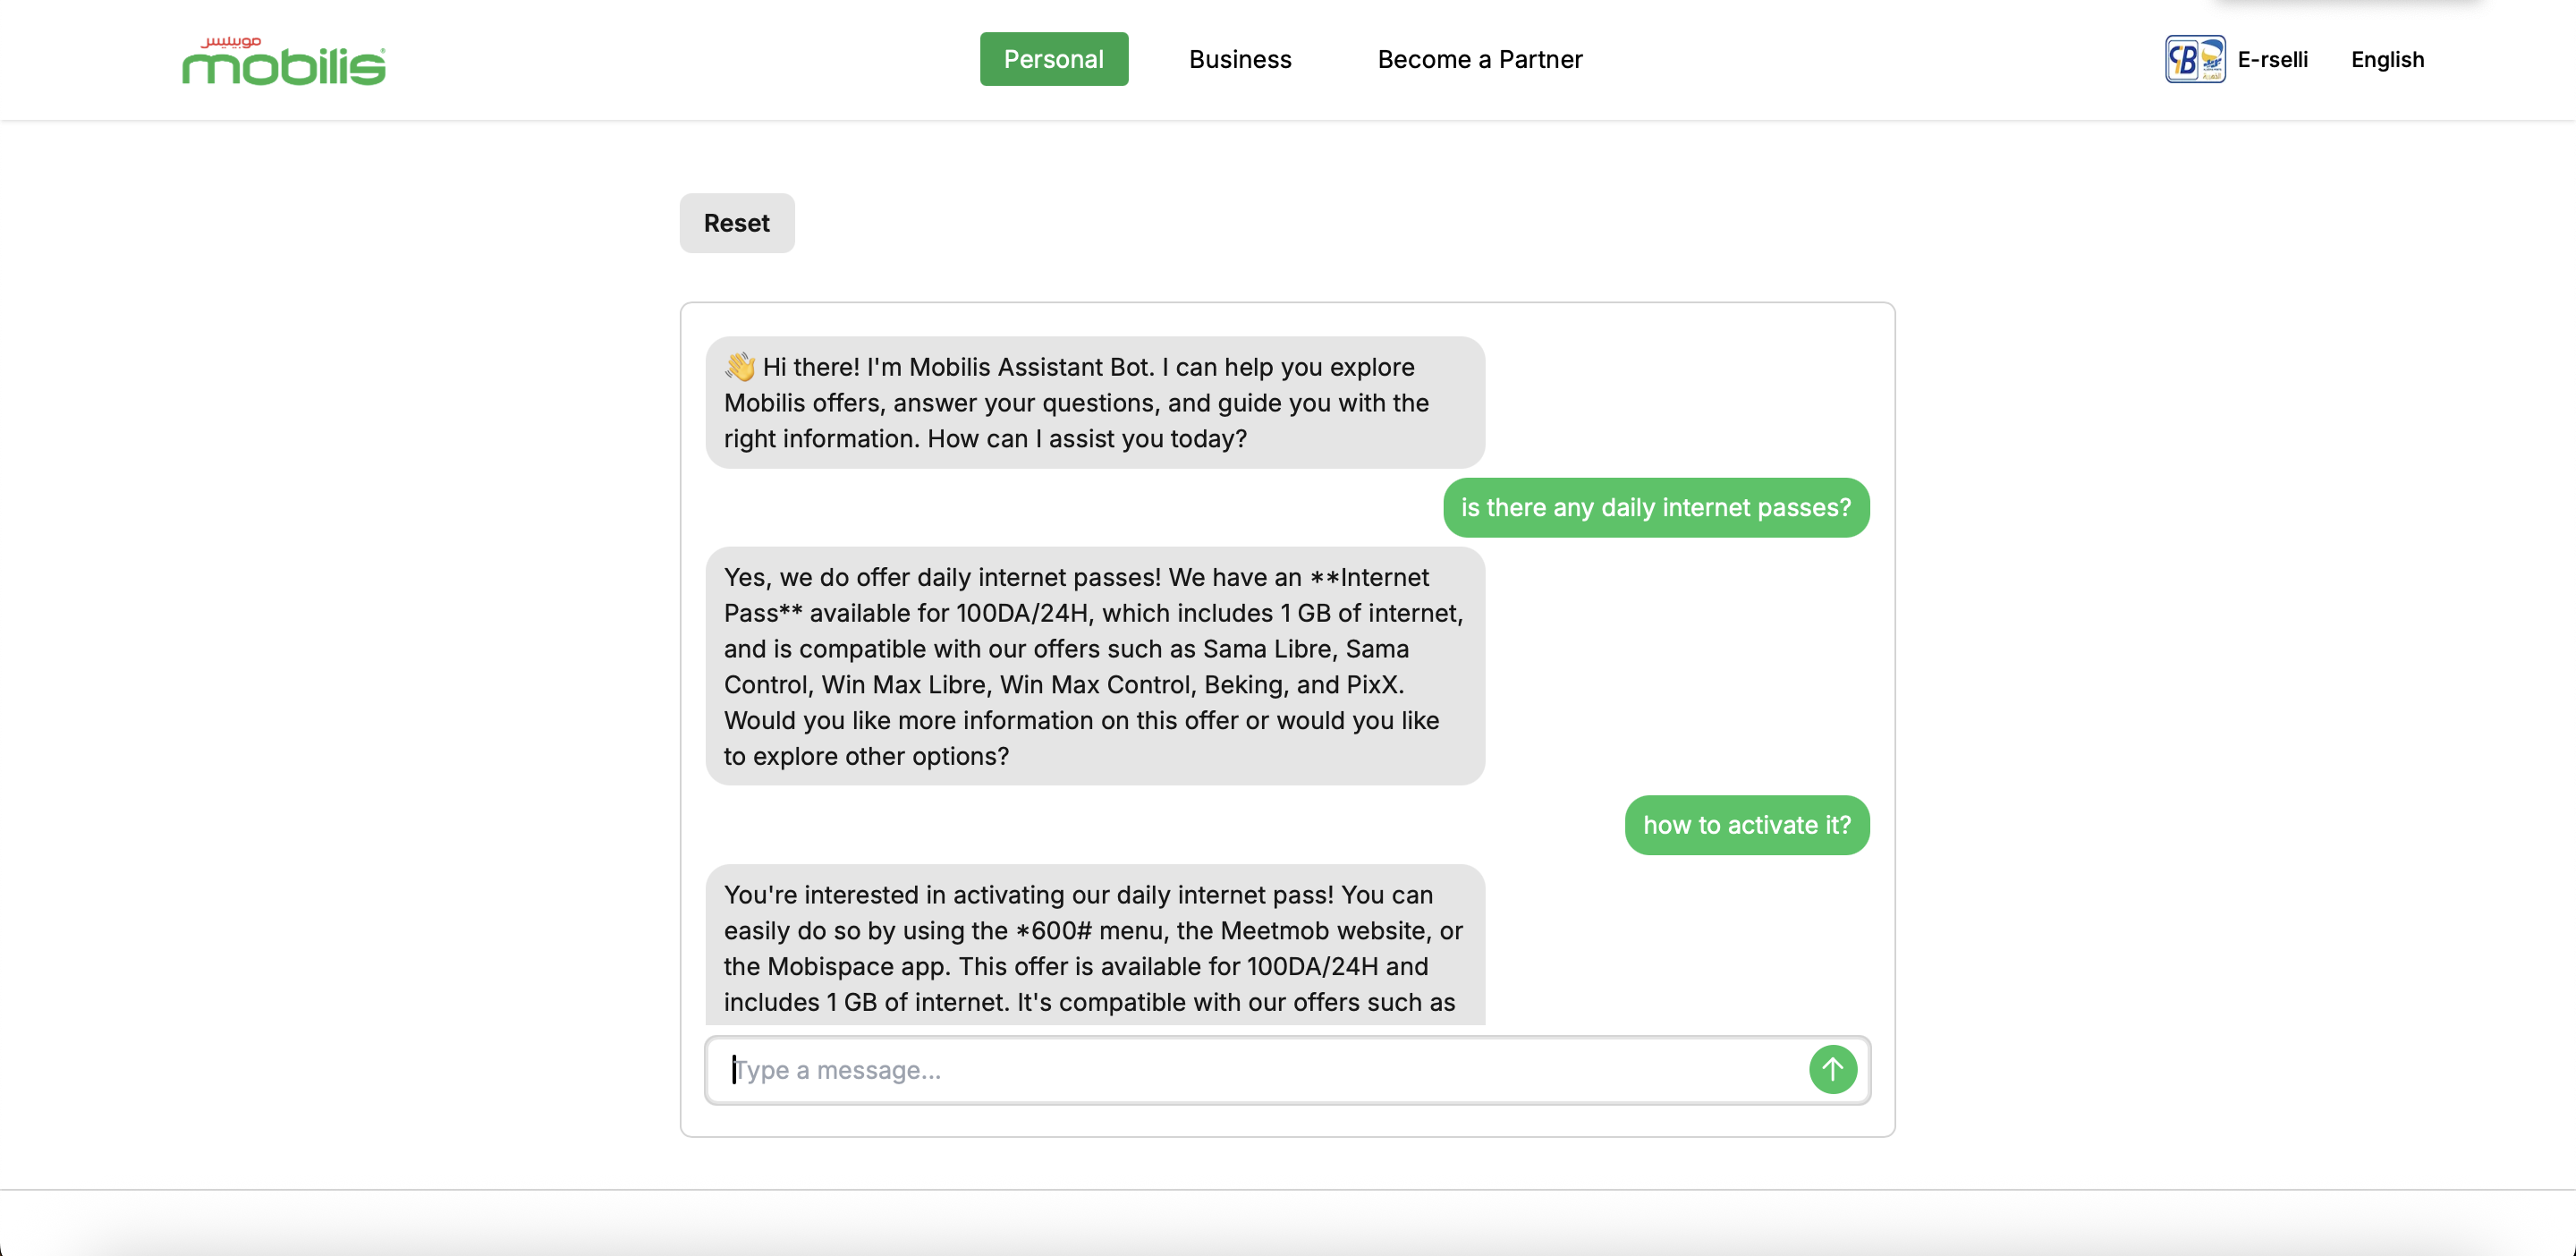 موبيليس
mobilis
Personal
Business
Become a Partner
E-rselli
English
Reset
👋 Hi there! I'm Mobilis Assistant Bot. I can help you explore
Mobilis offers, answer your questions, and guide you with the
right information. How can I assist you today?
is there any daily internet passes?
Yes, we do offer daily internet passes! We have an **Internet
Pass** available for 100DA/24H, which includes 1 GB of internet,
and is compatible with our offers such as Sama Libre, Sama
Control, Win Max Libre, Win Max Control, Beking, and PixX.
Would you like more information on this offer or would you like
to explore other options?
how to activate it?
You're interested in activating our daily internet pass! You can
easily do so by using the *600# menu, the Meetmob website, or
the Mobispace app. This offer is available for 100DA/24H and
includes 1 GB of internet. It's compatible with our offers such as
Type a message...